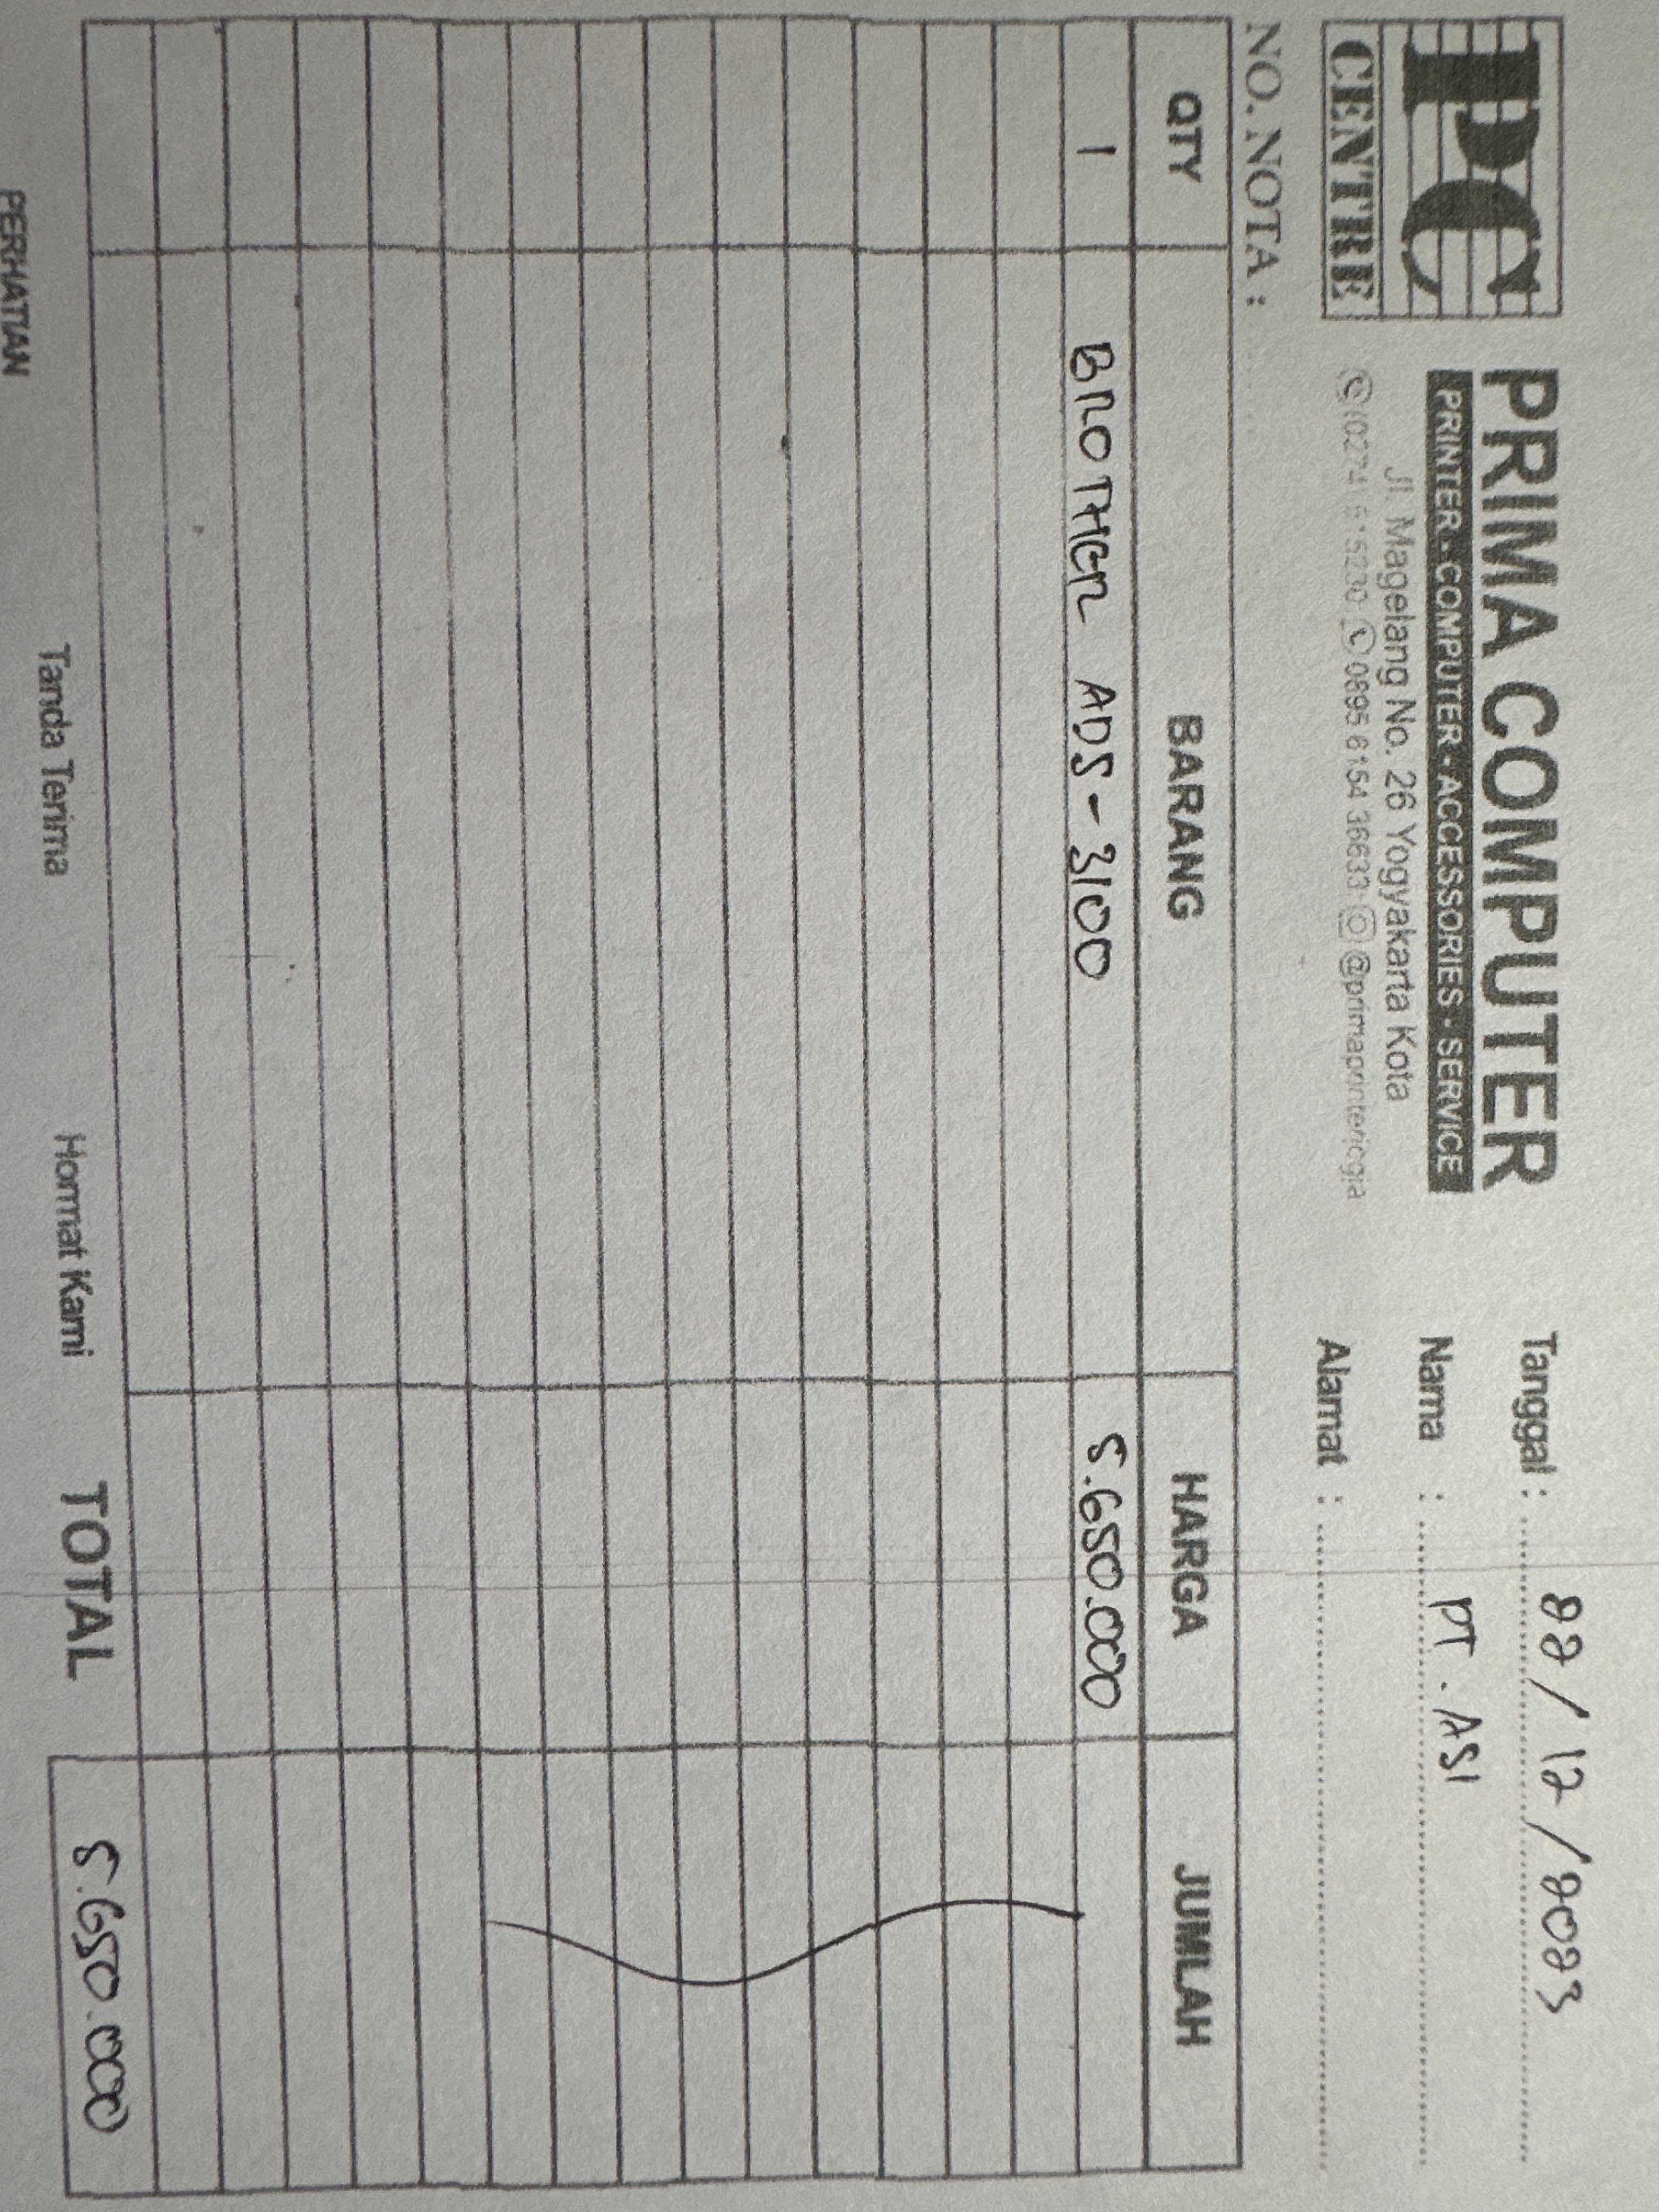 PC
CENTRE
PRIMA COMPUTER
PRINTER - COMPUTER - ACCESSORIES - SERVICE
Jl. Magelang No. 26 Yogyakarta Kota
@primaprinterjogja
Tanggal : 22 / 12 / 2023
Nama : PT. ASI
Alamat :
NO. NOTA :
QTY BARANG HARGA JUMLAH
1 BROTHER ADS-3100 5.650.000
TOTAL 5.650.000
Tanda Terima Hormat Kami
PERHATIAN